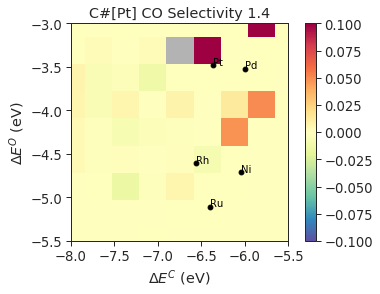 C#[Pt] CO Selectivity 1.4
−3.0
−3.5
−4.0
−4.5
−5.0
−5.5
ΔE^O (eV)
Pt
Pd
Rh
Ni
Ru
−8.0 −7.5 −7.0 −6.5 −6.0 −5.5
ΔE^C (eV)
0.100
0.075
0.050
0.025
0.000
−0.025
−0.050
−0.075
−0.100